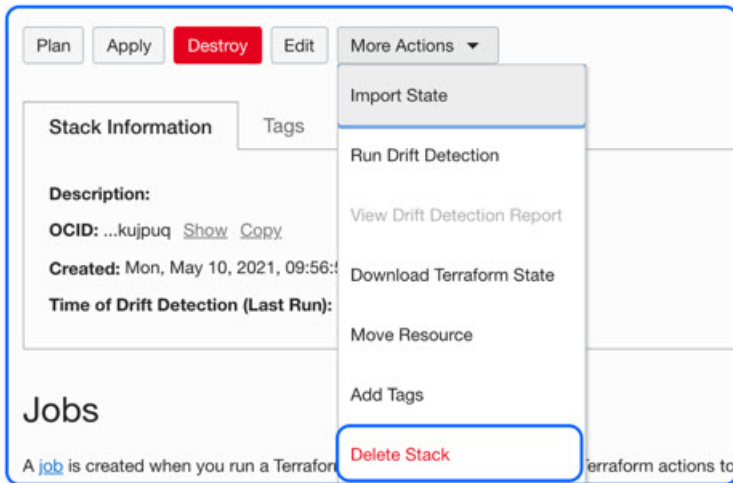 Plan Apply Destroy Edit More Actions
Import State
Stack Information Tags
Run Drift Detection
Description:
View Drift Detection Report
OCID: ...kujpuq Show Copy
Created: Mon, May 10, 2021, 09:56:
Download Terraform State
Time of Drift Detection (Last Run):
Move Resource
Add Tags
Jobs
Delete Stack
A job is created when you run a Terraform actions to